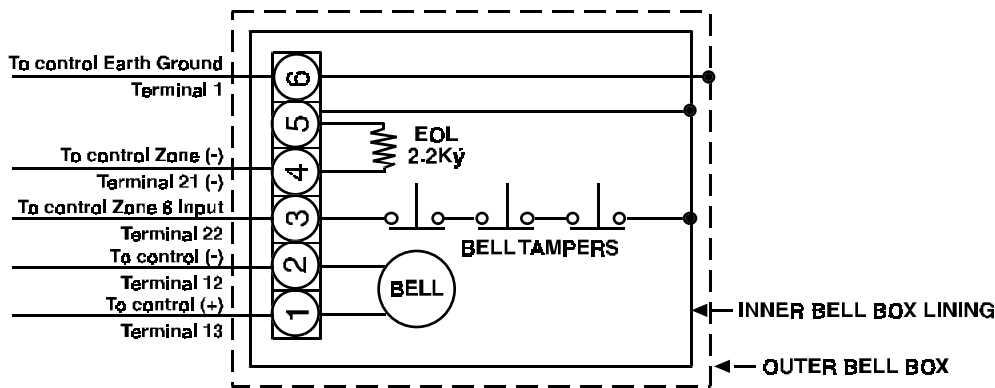 To control Earth Ground
Terminal 1
6
5
EOL
2.2Kÿ
To control Zone (-)
4
Terminal 21 (-)
To control Zone 6 Input
3
Terminal 22
BELL TAMPERS
To control (-)
2
Terminal 12
BELL
To control (+)
1
Terminal 13
INNER BELL BOX LINING
OUTER BELL BOX